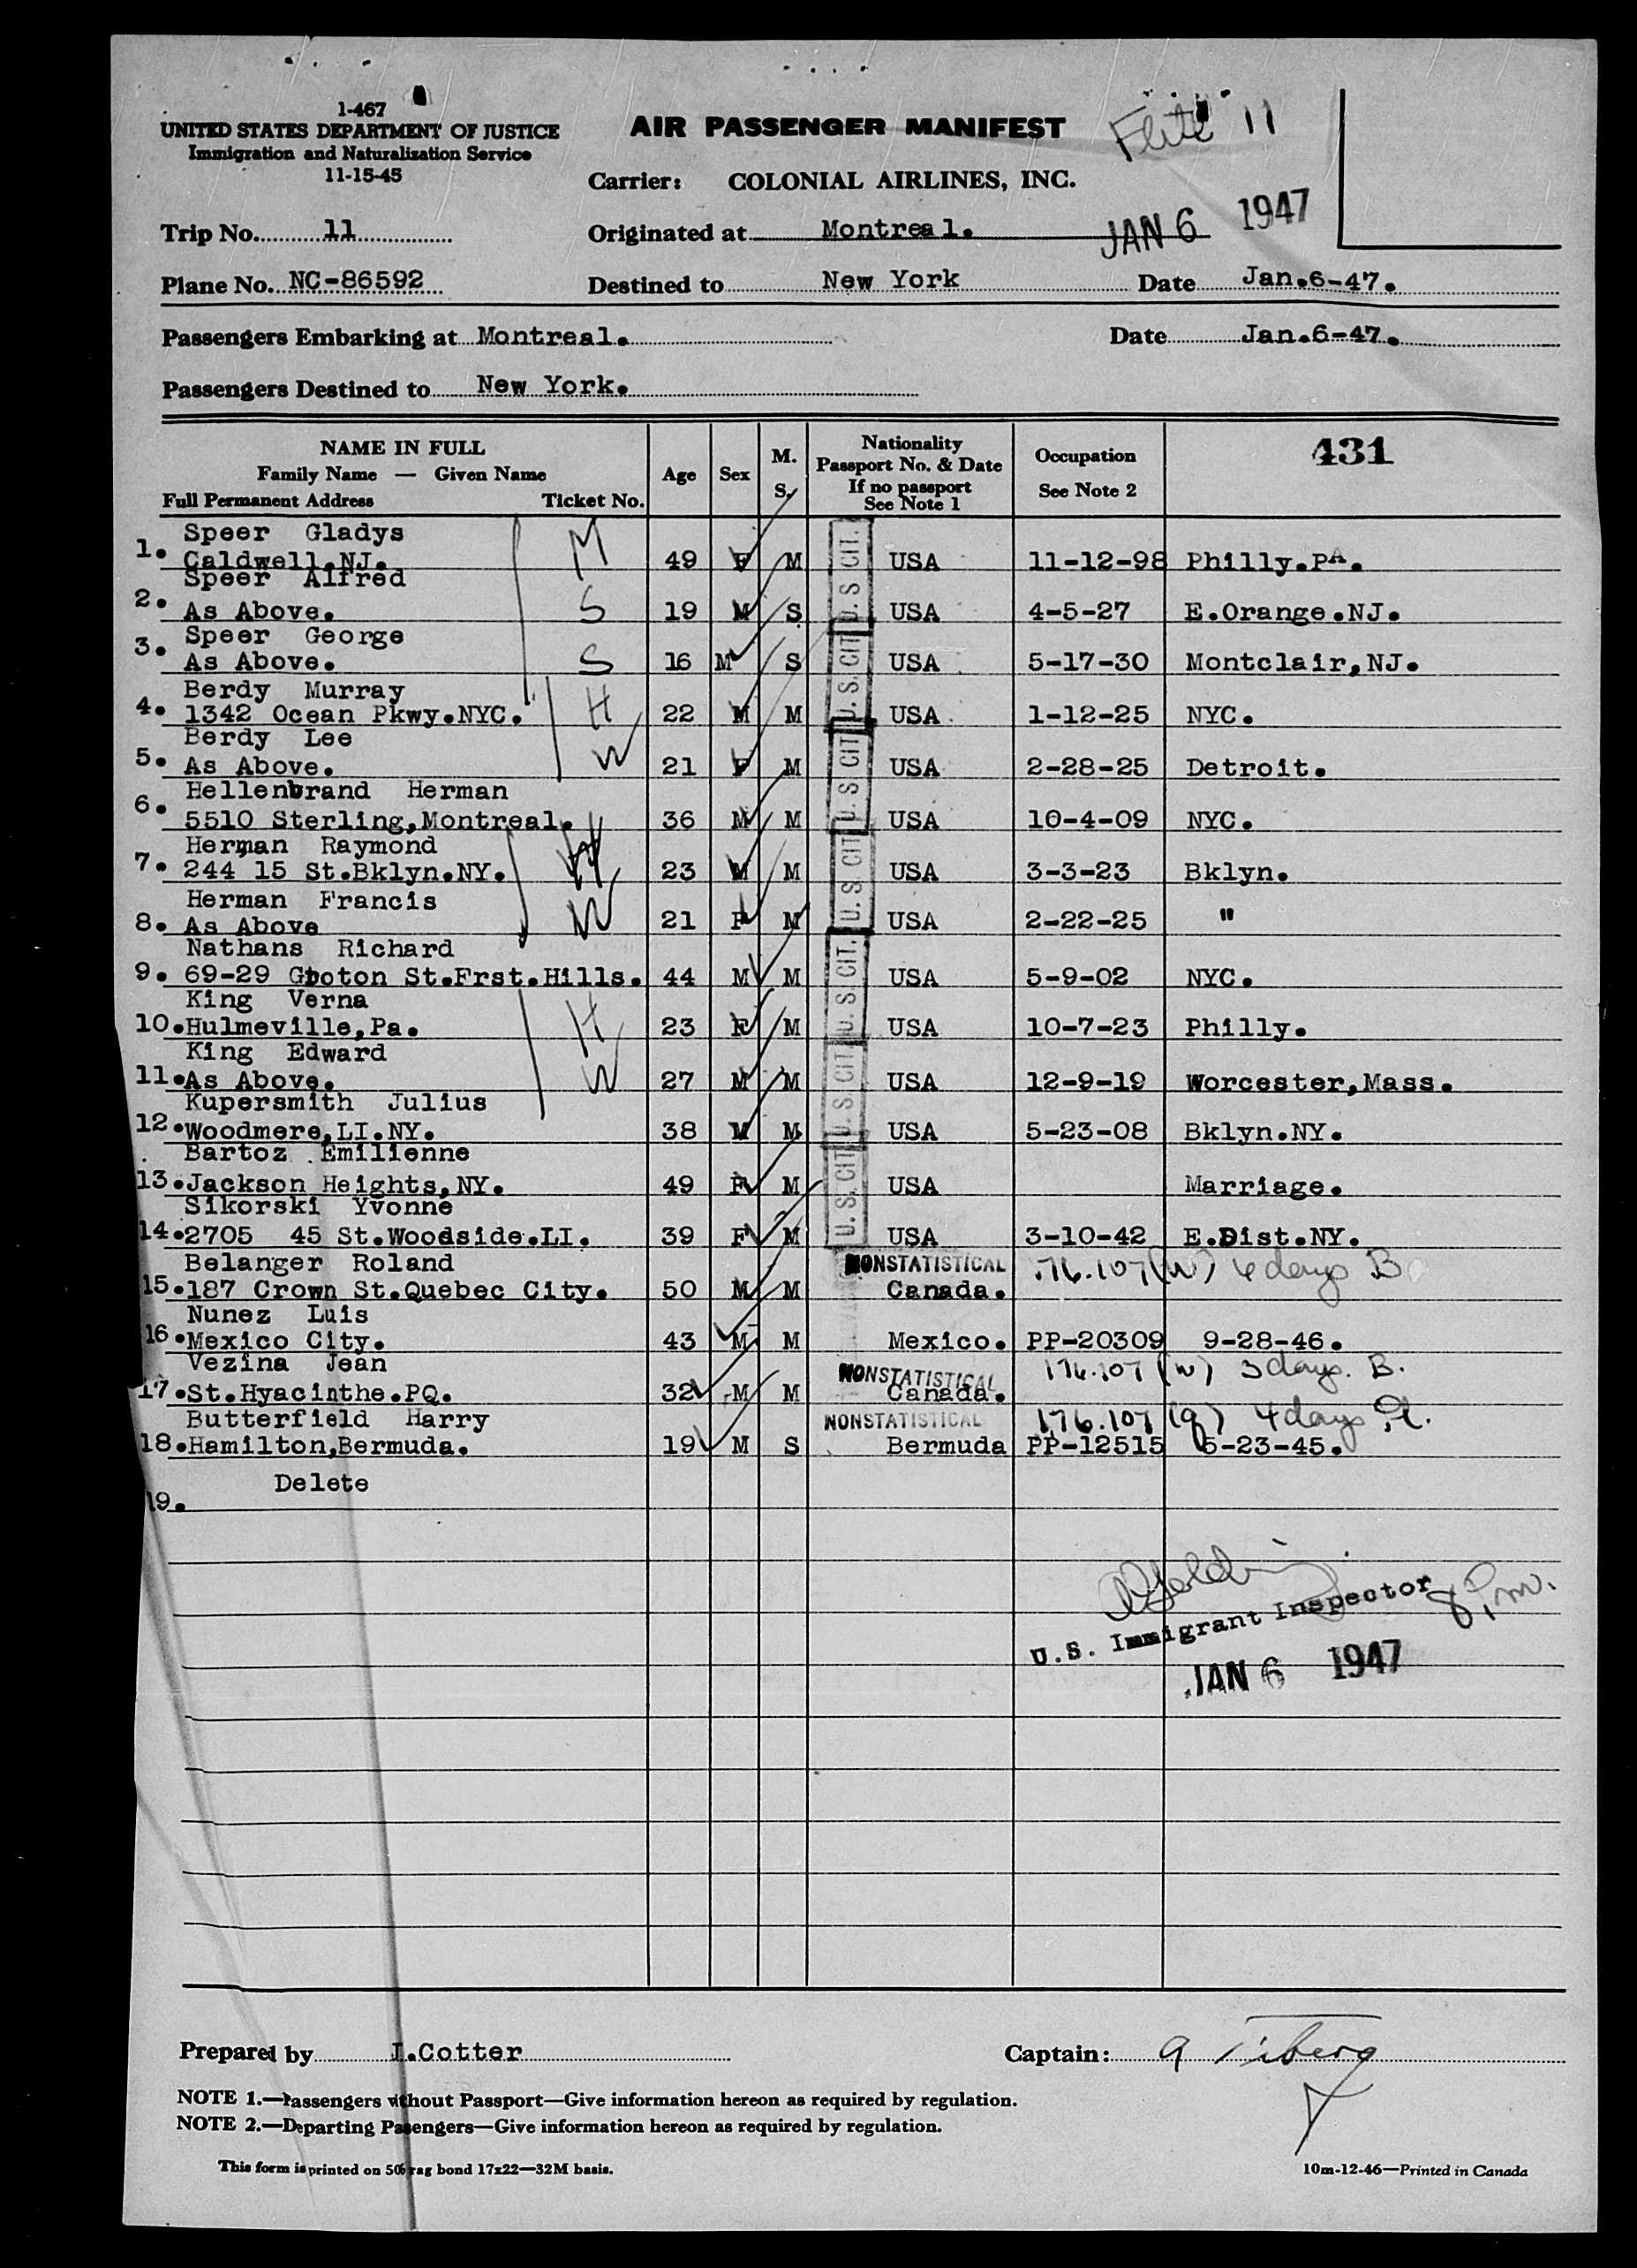 1-467
UNITED STATES DEPARTMENT OF JUSTICE
Immigration and Naturalization Service
11-15-45
AIR PASSENGER MANIFEST
Flite 11
Carrier: COLONIAL AIRLINES, INC.
Trip No. 11
Originated at Montreal.
JAN 6 1947
Plane No. NC-86592
Destined to New York
Date Jan.6-47.
Passengers Embarking at Montreal.
Date Jan.6-47.
Passengers Destined to New York.
NAME IN FULL
Family Name — Given Name
Full Permanent Address Ticket No.
Age
Sex
M.
S.
Nationality
Passport No. & Date
If no passport
See Note 1
Occupation
See Note 2
431
Speer Gladys M
1. Caldwell.NJ. 49 F M U.S CIT. USA 11-12-98 Philly.PA.
Speer Alfred
2. As Above. S 19 M S USA 4-5-27 E.Orange.NJ.
Speer George
3. As Above. S 16 M S U.S. CIT USA 5-17-30 Montclair,NJ.
Berdy Murray
4. 1342 Ocean Pkwy.NYC. H 22 M M USA 1-12-25 NYC.
Berdy Lee
5. As Above. W 21 F M U.S CIT USA 2-28-25 Detroit.
Hellenbrand Herman
6. 5510 Sterling,Montreal. 36 M M USA 10-4-09 NYC.
Herman Raymond
7. 244 15 St.Bklyn.NY. H 23 M M U.S. CIT USA 3-3-23 Bklyn.
Herman Francis
8. As Above W 21 F M USA 2-22-25 "
Nathans Richard
9. 69-29 Groton St.Frst.Hills. 44 M M U.S.CIT. USA 5-9-02 NYC.
King Verna
10. Hulmeville,Pa. H 23 F M USA 10-7-23 Philly.
King Edward
11. As Above. W 27 M M U.S CIT USA 12-9-19 Worcester,Mass.
Kupersmith Julius
12. Woodmere,LI.NY. 38 M M USA 5-23-08 Bklyn.NY.
Bartoz Emilienne
13. Jackson Heights,NY. 49 F M U.S.CIT USA Marriage.
Sikorski Yvonne
14. 2705 45 St.Woodside.LI. 39 F M USA 3-10-42 E.Dist.NY.
Belanger Roland NONSTATISTICAL 176.107(w) 4 days B
15. 187 Crown St.Quebec City. 50 M M Canada.
Nunez Luis
16. Mexico City. 43 M M Mexico. PP-20309 9-28-46.
Vezina Jean NONSTATISTICAL 176.107 (w) 3 days. B.
17. St.Hyacinthe.PQ. 32 M M Canada.
Butterfield Harry NONSTATISTICAL 176.107 (q) 4 days
18. Hamilton,Bermuda. 19 M S Bermuda PP-12515 5-23-45.
Delete
19.
U.S. Immigrant Inspector
JAN 6 1947
Prepared by I.Cotter
Captain:
NOTE 1.—Passengers without Passport—Give information hereon as required by regulation.
NOTE 2.—Departing Passengers—Give information hereon as required by regulation.
This form is printed on 50% rag bond 17x22—32M basis.
10m-12-46—Printed in Canada